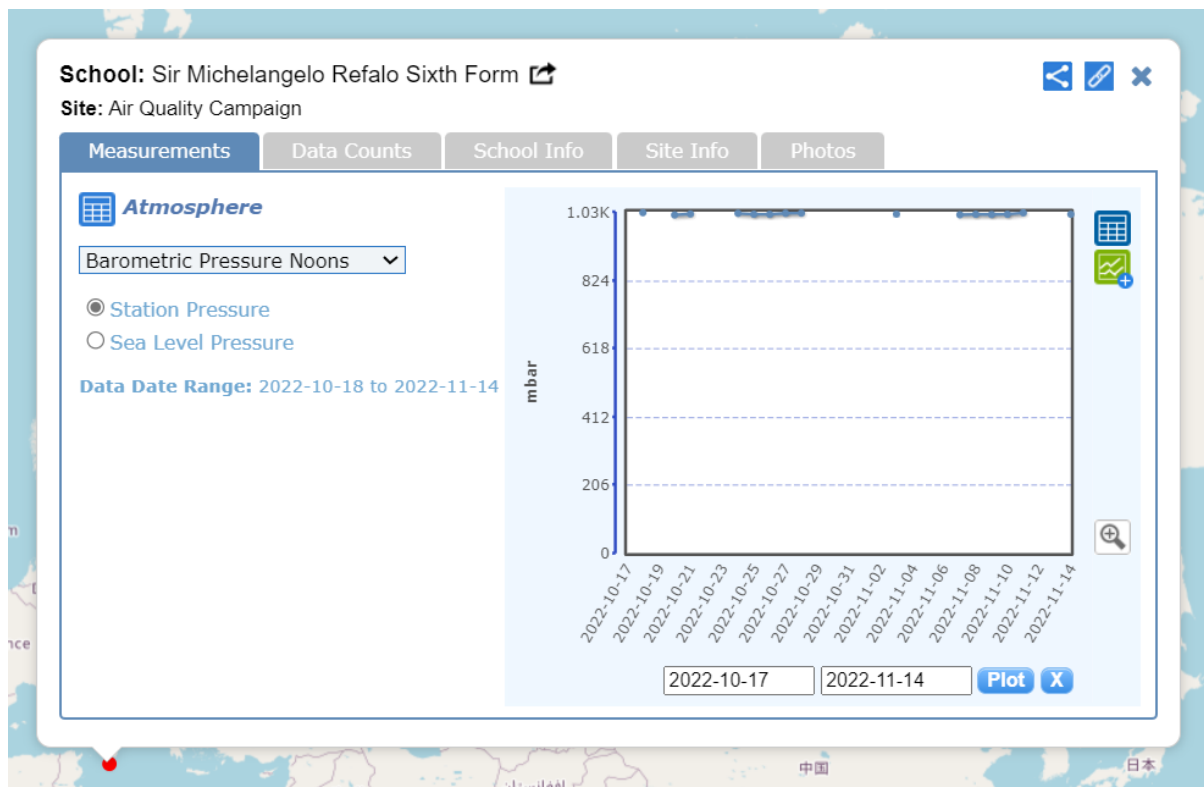 School: Sir Michelangelo Refalo Sixth Form
Site: Air Quality Campaign
Measurements
Data Counts
School Info
Site Info
Photos
Atmosphere
Barometric Pressure Noons
Station Pressure
Sea Level Pressure
Data Date Range: 2022-10-18 to 2022-11-14
mbar
1.03K
824
618
412
206
0
2022-10-17
2022-10-19
2022-10-21
2022-10-23
2022-10-25
2022-10-27
2022-10-29
2022-10-31
2022-11-02
2022-11-04
2022-11-06
2022-11-08
2022-11-10
2022-11-12
2022-11-14
2022-10-17
2022-11-14
Plot
X
nce
中国
日本